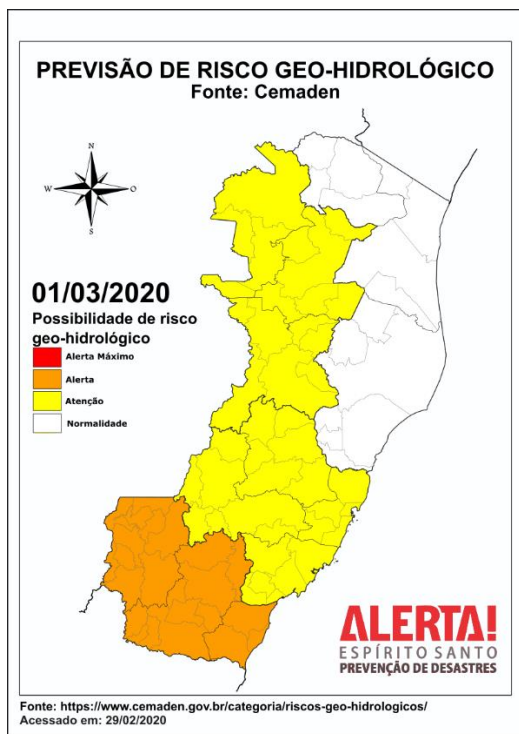 PREVISÃO DE RISCO GEO-HIDROLÓGICO
Fonte: Cemaden
N
W
O
S
01/03/2020
Possibilidade de risco
geo-hidrológico
Alerta Máximo
Alerta
Atenção
Normalidade
ALERTA!
ESPÍRITO SANTO
PREVENÇÃO DE DESASTRES
Fonte: https://www.cemaden.gov.br/categoria/riscos-geo-hidrologicos/
Acessado em: 29/02/2020